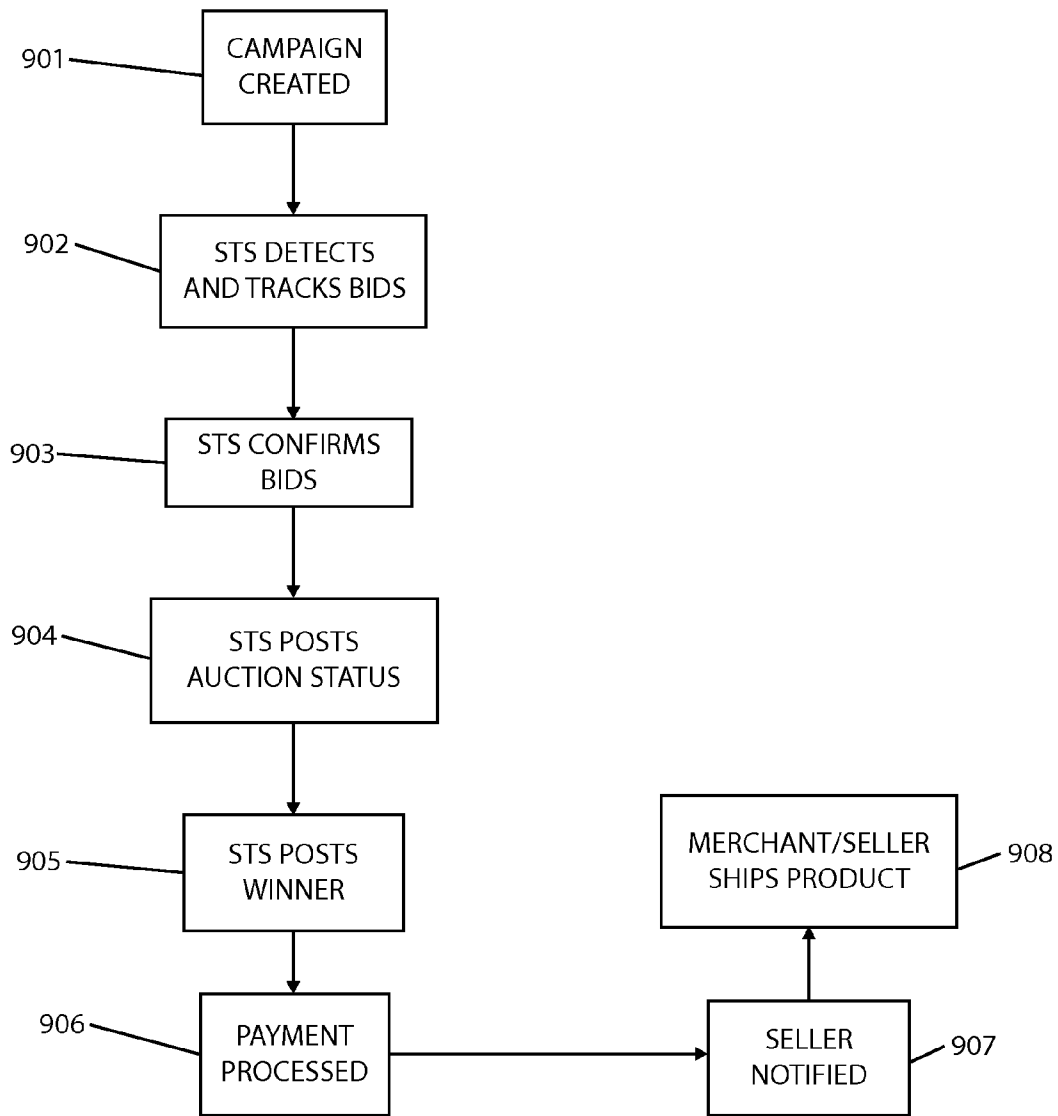 901
CAMPAIGN
CREATED
902
STS DETECTS
AND TRACKS BIDS
903
STS CONFIRMS
BIDS
904
STS POSTS
AUCTION STATUS
905
STS POSTS
WINNER
906
PAYMENT
PROCESSED
SELLER
NOTIFIED
907
MERCHANT/SELLER
SHIPS PRODUCT
908